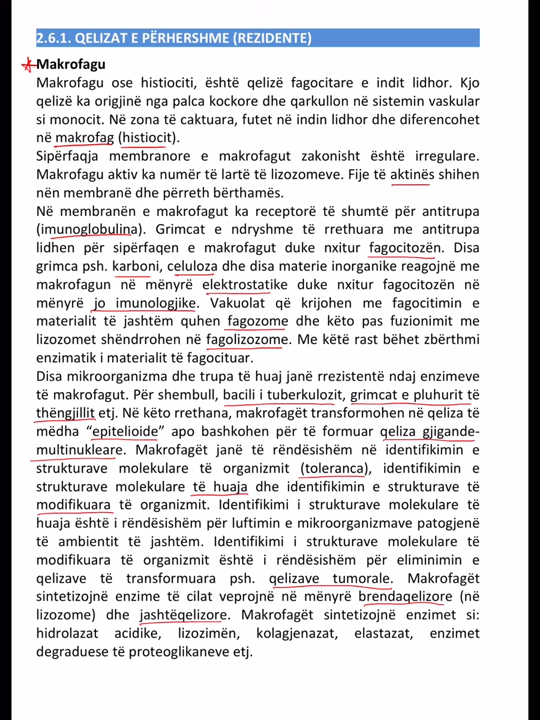 2.6.1. QELIZAT E PËRHERSHME (REZIDENTE)
Makrofagu
Makrofagu ose histiociti, është qelizë fagocitare e indit lidhor. Kjo
qelizë ka origjinë nga palca kockore dhe qarkullon në sistemin vaskular
si monocit. Në zona të caktuara, futet në indin lidhor dhe diferencohet
në makrofag (histiocit).
Sipërfaqja membranore e makrofagut zakonisht është irregulare.
Makrofagu aktiv ka numër të lartë të lizozomeve. Fije të aktinës shihen
nën membranë dhe përreth bërthamës.
Në membranën e makrofagut ka receptorë të shumtë për antitrupa
(imunoglobulina). Grimcat e ndryshme të rrethuara me antitrupa
lidhen për sipërfaqen e makrofagut duke nxitur fagocitozën. Disa
grimca psh. karboni, celuloza dhe disa materie inorganike reagojnë me
makrofagun në mënyrë elektrostatike duke nxitur fagocitozën në
mënyrë jo imunologjike. Vakuolat që krijohen me fagocitimin e
materialit të jashtëm quhen fagozome dhe këto pas fuzionimit me
lizozomet shëndrrohen në fagolizozome. Me këtë rast bëhet zbërthmi
enzimatik i materialit të fagocituar.
Disa mikroorganizma dhe trupa të huaj janë rrezistentë ndaj enzimeve
të makrofagut. Për shembull, bacili i tuberkulozit, grimcat e pluhurit të
thëngjillit etj. Në këto rrethana, makrofagët transformohen në qeliza të
mëdha “epitelioide” apo bashkohen për të formuar qeliza gjigande-
multinukleare. Makrofagët janë të rëndësishëm në identifikimin e
strukturave molekulare të organizmit (toleranca), identifikimin e
strukturave molekulare të huaja dhe identifikimin e strukturave të
modifikuara të organizmit. Identifikimi i strukturave molekulare të
huaja është i rëndësishëm për luftimin e mikroorganizmave patogjenë
të ambientit të jashtëm. Identifikimi i strukturave molekulare të
modifikuara të organizmit është i rëndësishëm për eliminimin e
qelizave të transformuara psh. qelizave tumorale. Makrofagët
sintetizojnë enzime të cilat veprojnë në mënyrë brendaqelizore (në
lizozome) dhe jashtëqelizore. Makrofagët sintetizojnë enzimet si:
hidrolazat acidike, lizozimën, kolagjenazat, elastazat, enzimet
degraduese të proteoglikaneve etj.